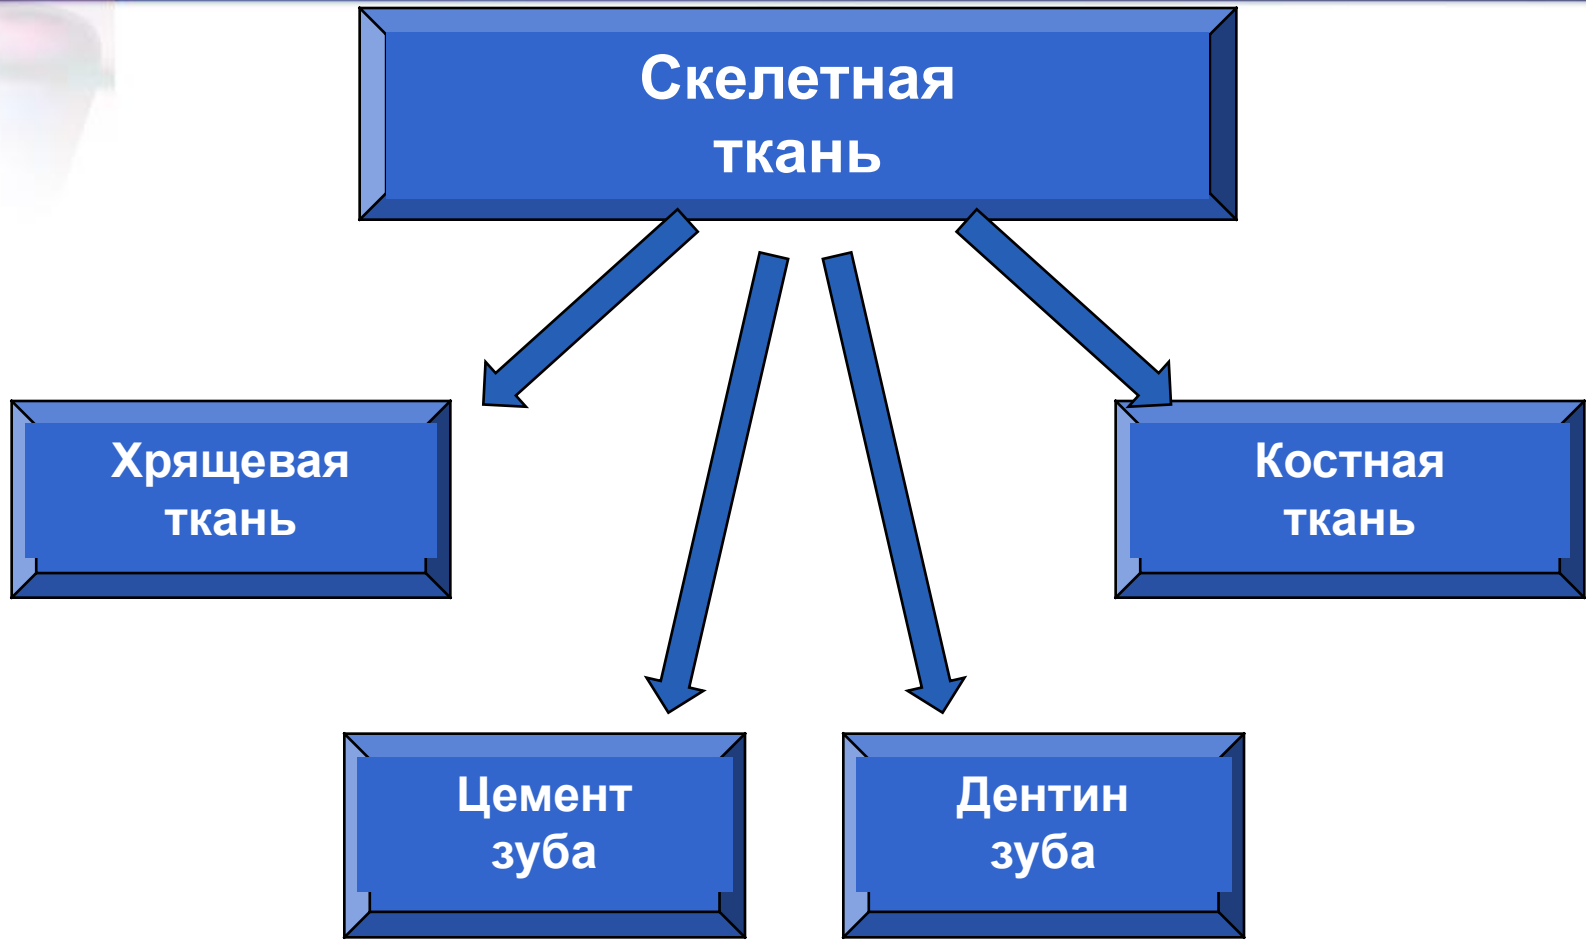 Скелетная
ткань
Хрящевая
ткань
Костная
ткань
Цемент
зуба
Дентин
зуба